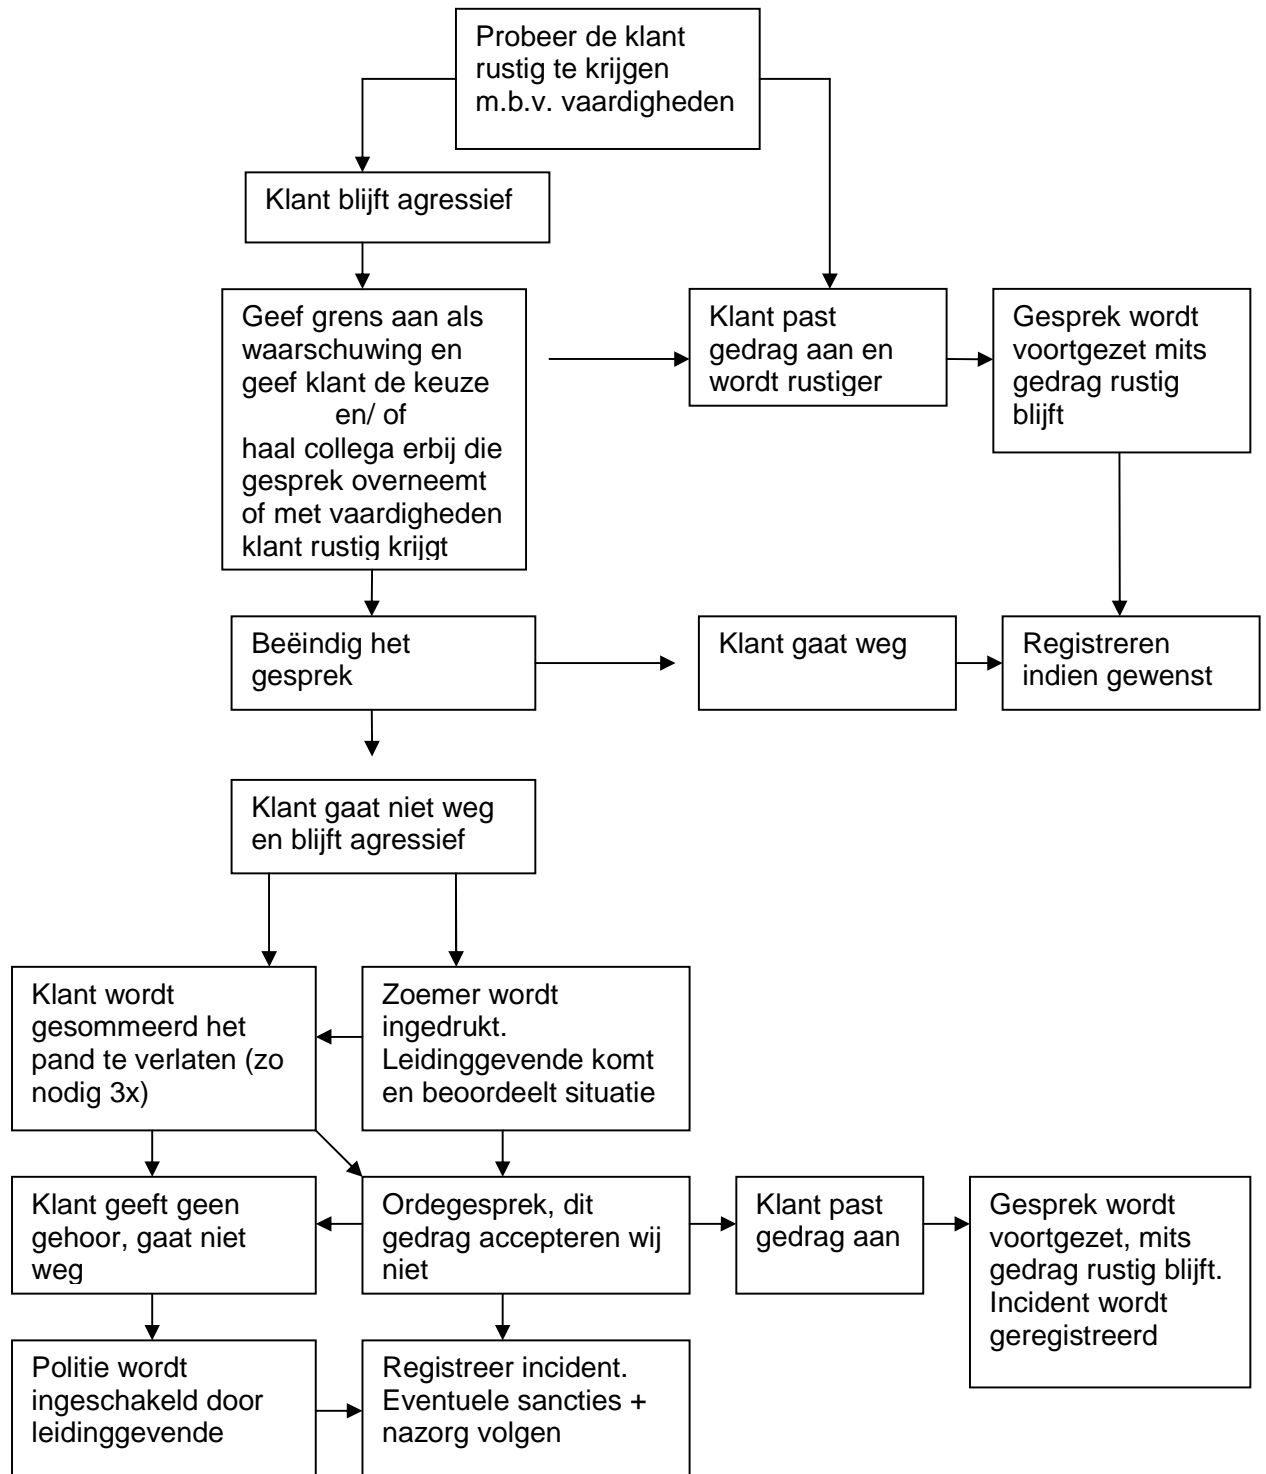 Probeer de klant
rustig te krijgen
m.b.v. vaardigheden
Klant blijft agressief
Geef grens aan als
waarschuwing en
geef klant de keuze
en/ of
haal collega erbij die
gesprek overneemt
of met vaardigheden
klant rustig krijgt
Klant past
gedrag aan en
wordt rustiger
Gesprek wordt
voortgezet mits
gedrag rustig
blijft
Beëindig het
gesprek
Klant gaat weg
Registreren
indien gewenst
Klant gaat niet weg
en blijft agressief
Klant wordt
gesommeerd het
pand te verlaten (zo
nodig 3x)
Zoemer wordt
ingedrukt.
Leidinggevende komt
en beoordeelt situatie
Klant geeft geen
gehoor, gaat niet
weg
Ordegesprek, dit
gedrag accepteren wij
niet
Klant past
gedrag aan
Gesprek wordt
voortgezet, mits
gedrag rustig blijft.
Incident wordt
geregistreerd
Politie wordt
ingeschakeld door
leidinggevende
Registreer incident.
Eventuele sancties +
nazorg volgen